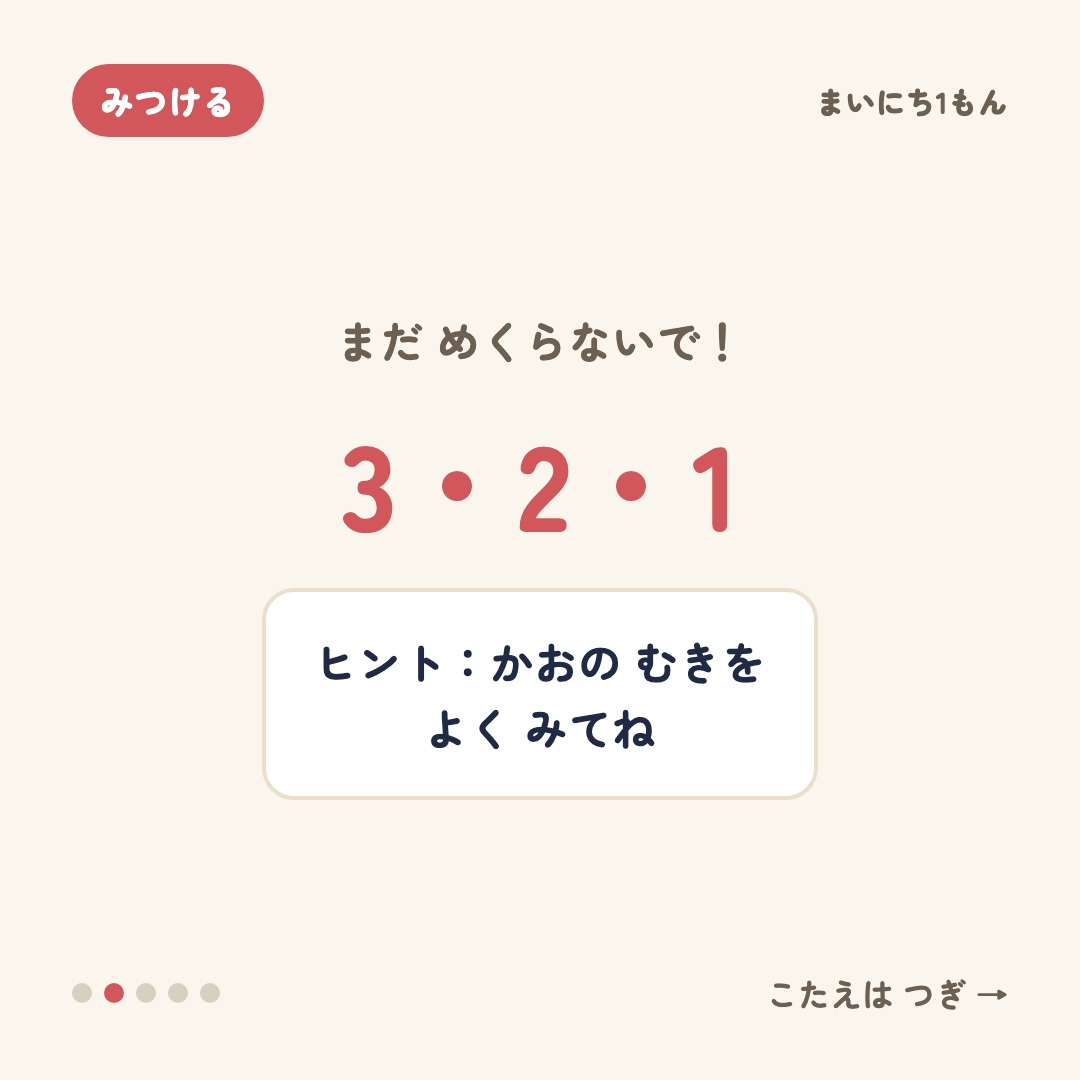 みつける
まいにち1もん
まだ めくらないで！
3・2・1
ヒント：かおの むきを
よく みてね
こたえは つぎ →